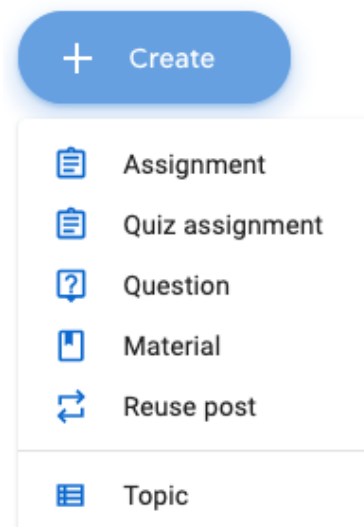 Create
Assignment
Quiz assignment
Question
Material
Reuse post
Topic